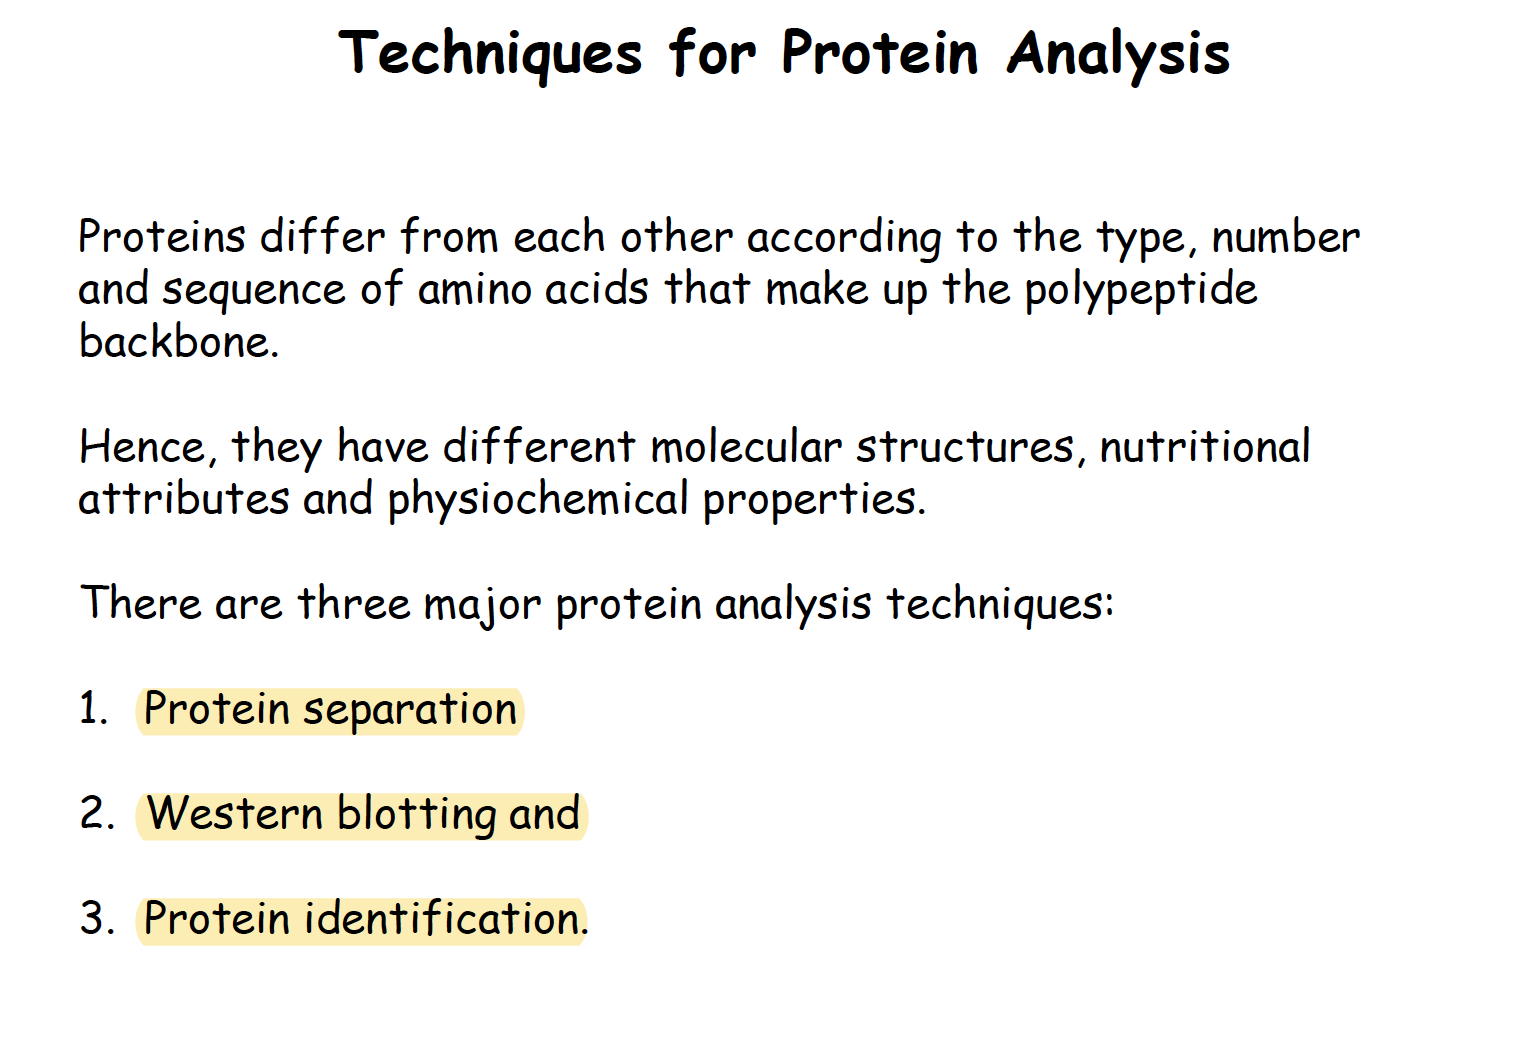 Techniques for Protein Analysis
Proteins differ from each other according to the type, number
and sequence of amino acids that make up the polypeptide
backbone.
Hence, they have different molecular structures, nutritional
attributes and physiochemical properties.
There are three major protein analysis techniques:
1. Protein separation
2. Western blotting and
3. Protein identification.